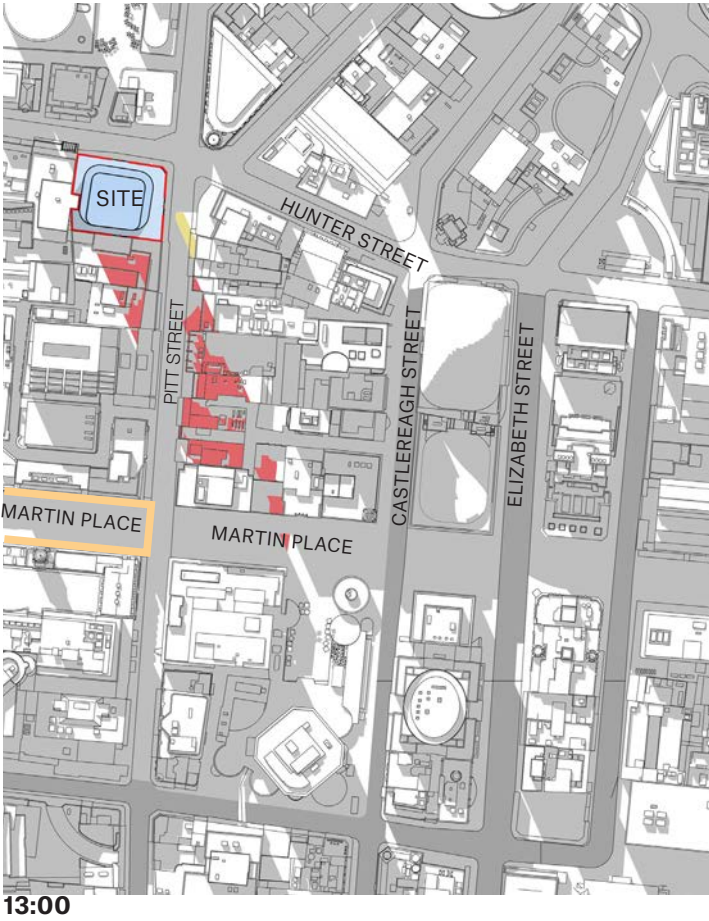 SITE
HUNTER STREET
PITT STREET
CASTLEREAGH STREET
ELIZABETH STREET
MARTIN PLACE
MARTIN PLACE
13:00